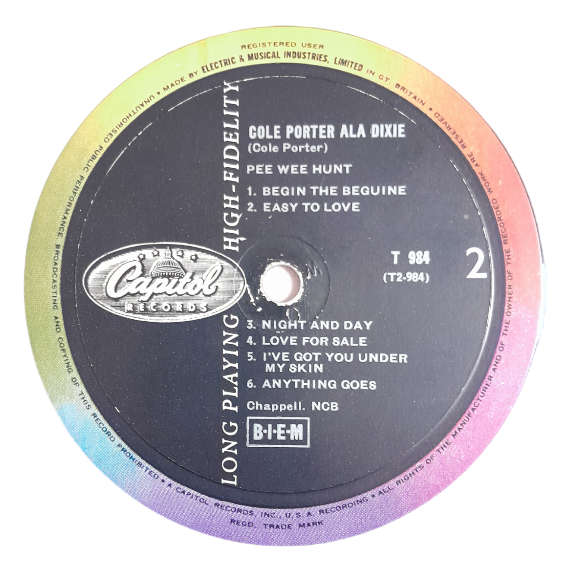 REGISTERED USER
• MADE BY ELECTRIC & MUSICAL INDUSTRIES, LIMITED IN GT. BRITAIN •
ALL RIGHTS OF THE MANUFACTURER AND OF THE OWNER OF THE RECORDED WORK ARE RESERVED
UNAUTHORISED PUBLIC PERFORMANCE, BROADCASTING AND COPYING OF THIS RECORD PROHIBITED
• A CAPITOL RECORDS, INC., U.S.A. RECORDING •
REGD. TRADE MARK
LONG PLAYING HIGH-FIDELITY
Capitol
RECORDS
COLE PORTER ALA DIXIE
(Cole Porter)
PEE WEE HUNT
1. BEGIN THE BEGUINE
2. EASY TO LOVE
T 984
(T2-984)
2
3. NIGHT AND DAY
4. LOVE FOR SALE
5. I'VE GOT YOU UNDER
MY SKIN
6. ANYTHING GOES
Chappell. NCB
B·I·E·M